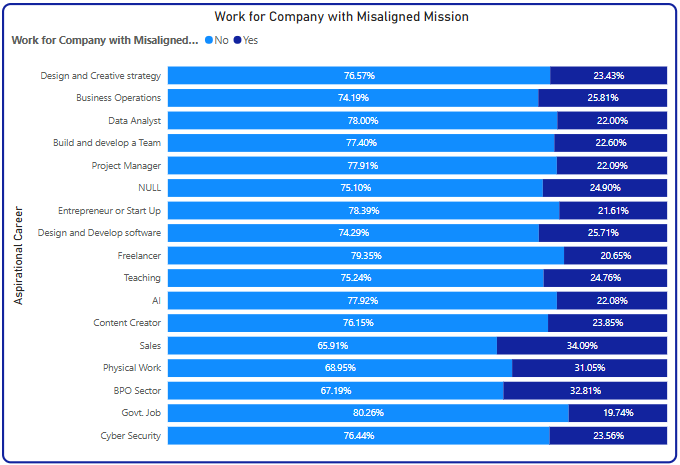 Work for Company with Misaligned Mission
Work for Company with Misaligned... No Yes
Design and Creative strategy 76.57% 23.43%
Business Operations 74.19% 25.81%
Data Analyst 78.00% 22.00%
Build and develop a Team 77.40% 22.60%
Project Manager 77.91% 22.09%
NULL 75.10% 24.90%
Entrepreneur or Start Up 78.39% 21.61%
Design and Develop software 74.29% 25.71%
Freelancer 79.35% 20.65%
Teaching 75.24% 24.76%
AI 77.92% 22.08%
Content Creator 76.15% 23.85%
Sales 65.91% 34.09%
Physical Work 68.95% 31.05%
BPO Sector 67.19% 32.81%
Govt. Job 80.26% 19.74%
Cyber Security 76.44% 23.56%
Aspirational Career